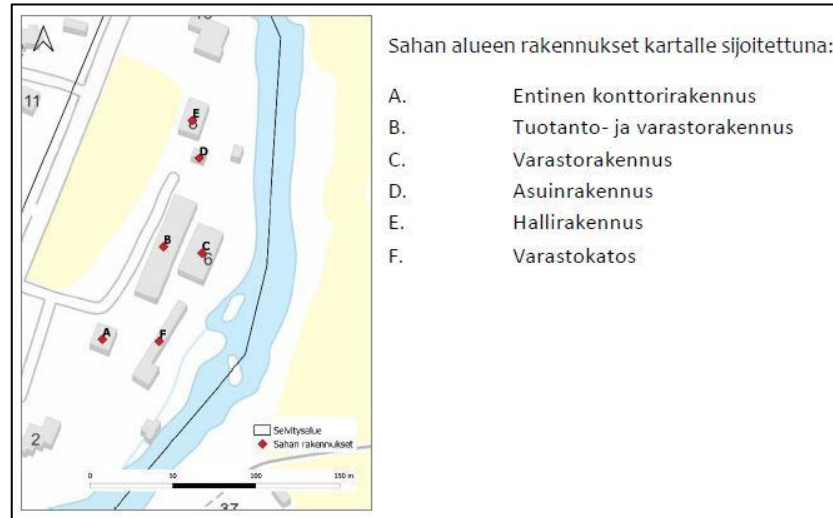 11
E
D
B
C
6
A
F
2
Selvitysalue
Sahan rakennukset
0 50 100 150 m
37
Sahan alueen rakennukset kartalle sijoitettuna:
A. Entinen konttorirakennus
B. Tuotanto- ja varastorakennus
C. Varastorakennus
D. Asuinrakennus
E. Hallirakennus
F. Varastokatos